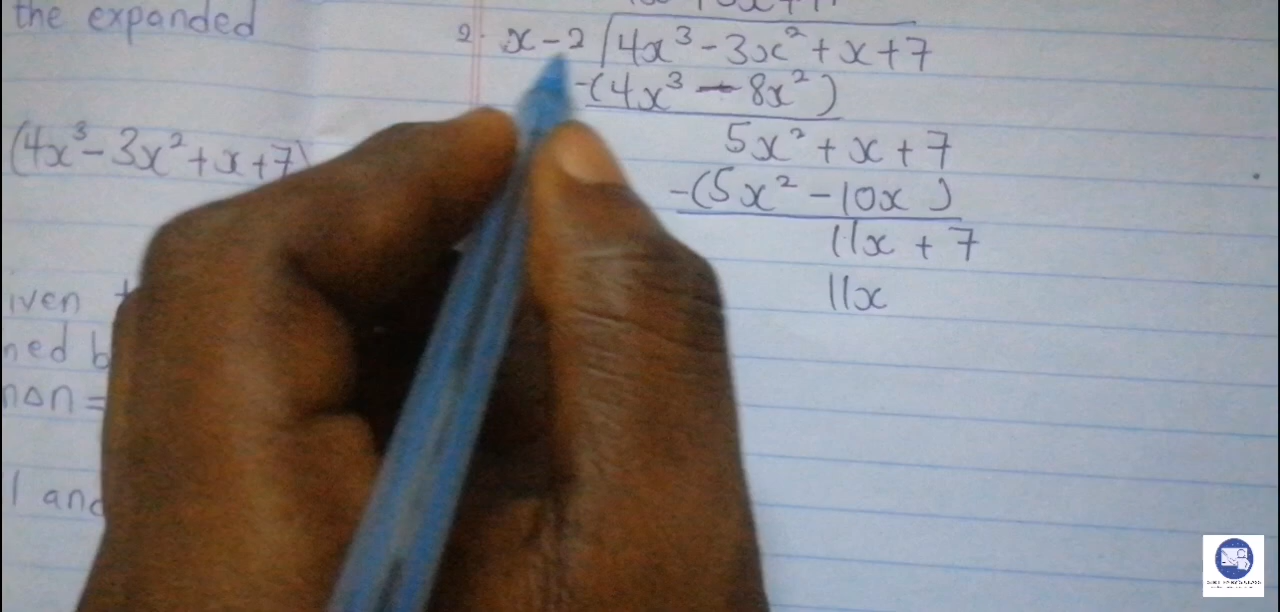 the expanded
2. x - 2 | 4x³ - 3x² + x + 7
-(4x³ - 8x²)
5x² + x + 7
-(5x² - 10x)
11x + 7
11x
(4x³ - 3x² + x + 7)
iven
ned b
non =
1 and